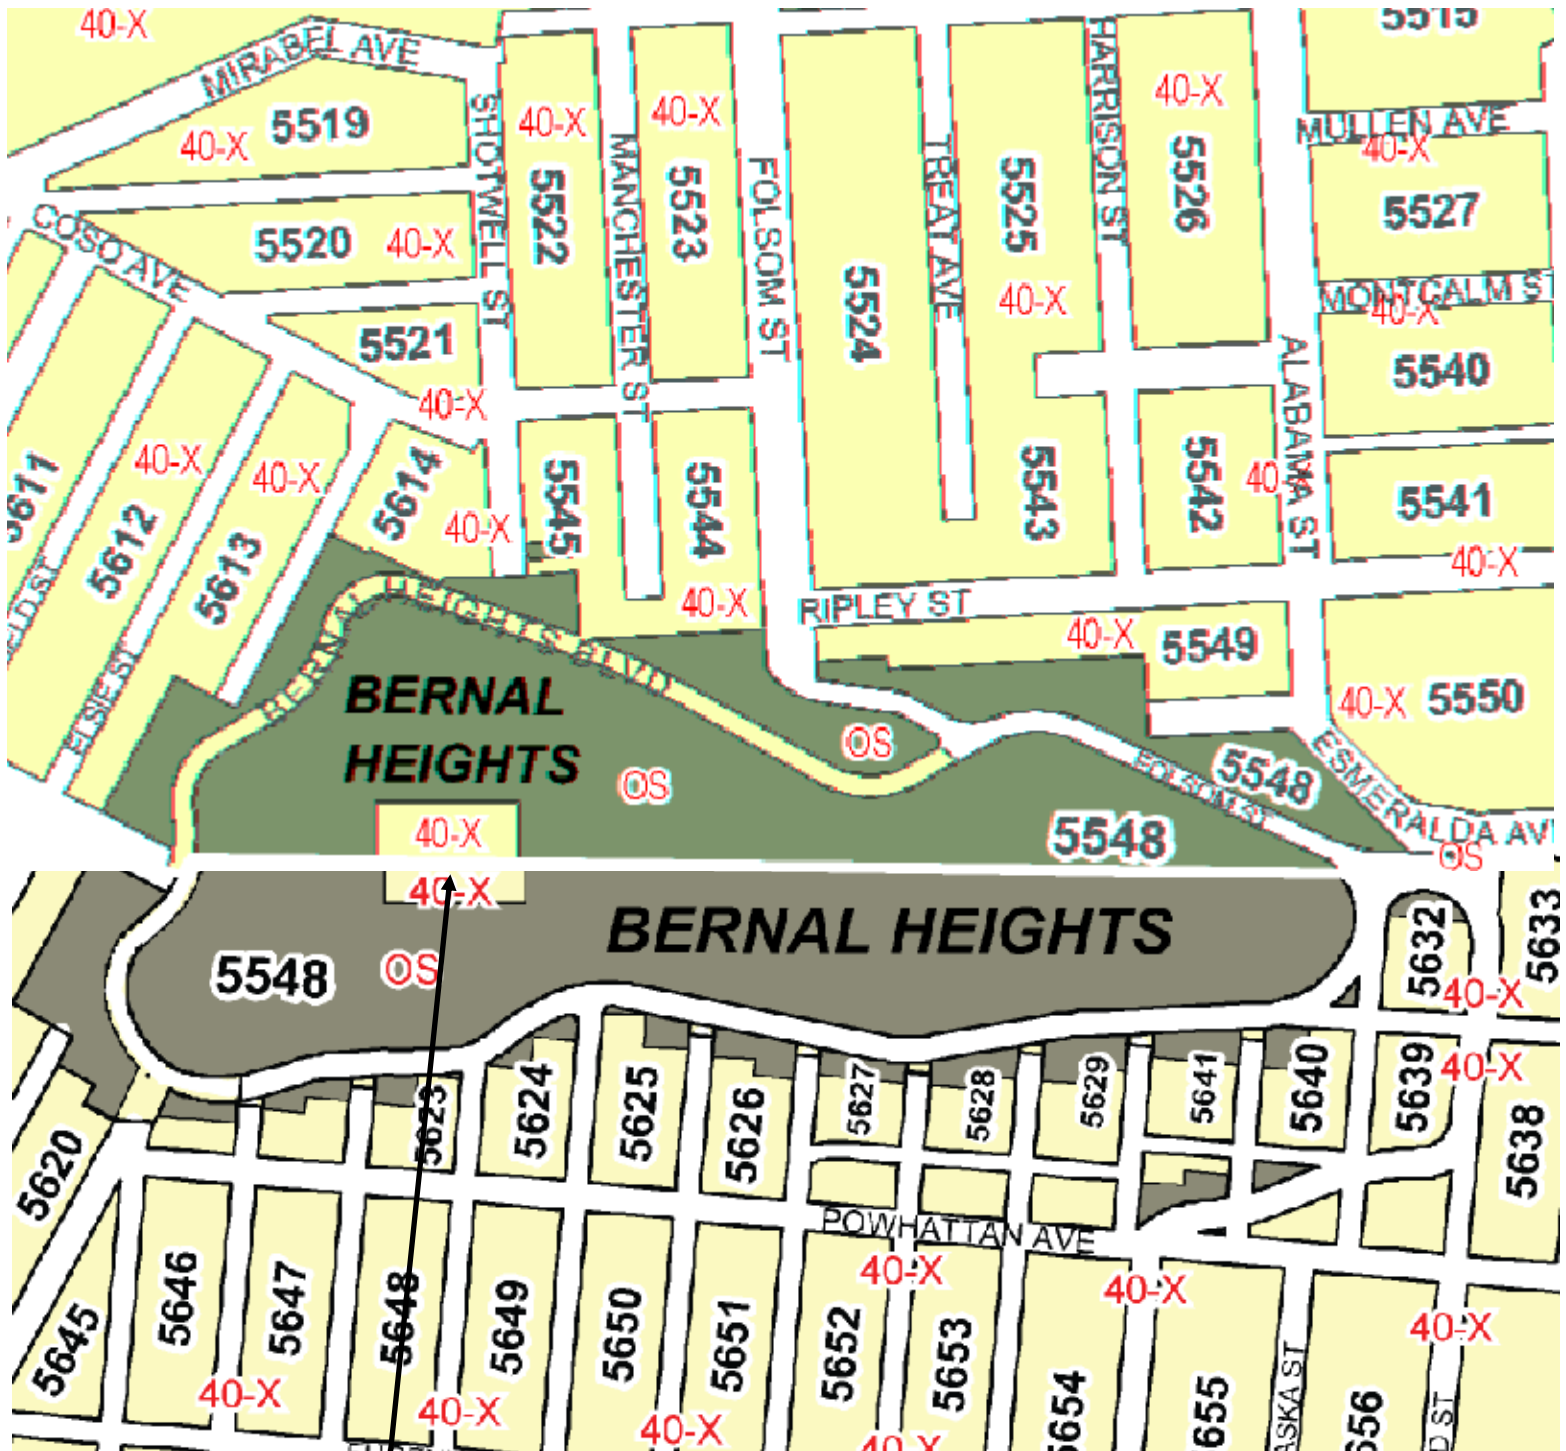 40-X
5515
MIRABEL AVE
40-X
5519
40-X
SHOTWELL ST
40-X
5522
MANCHESTER ST
40-X
5523
FOLSOM ST
TREAT AVE
5525
40-X
HARRISON ST
40-X
5526
MULLEN AVE
40-X
5527
MONTCALM ST
40-X
COSO AVE
5520
40-X
5521
40-X
5524
ALABAMA ST
5540
5611
40-X
5612
40-X
5613
5614
40-X
5545
5544
40-X
5543
5542
5541
40-X
ELSIE ST
RIPLEY ST
40-X
5549
40-X
5550
BERNAL HEIGHTS BLVD
BERNAL
HEIGHTS
OS
OS
40-X
5548
FOLSOM ST
5548
ESMERALDA AV
OS
40-X
BERNAL HEIGHTS
5548
OS
5632
5633
40-X
5620
5623
5624
5625
5626
5627
5628
5629
5641
5640
5639
40-X
5638
POWHATTAN AVE
40-X
40-X
40-X
5645
5646
5647
5648
5649
5650
5651
5652
5653
5654
40-X
40-X
40-X